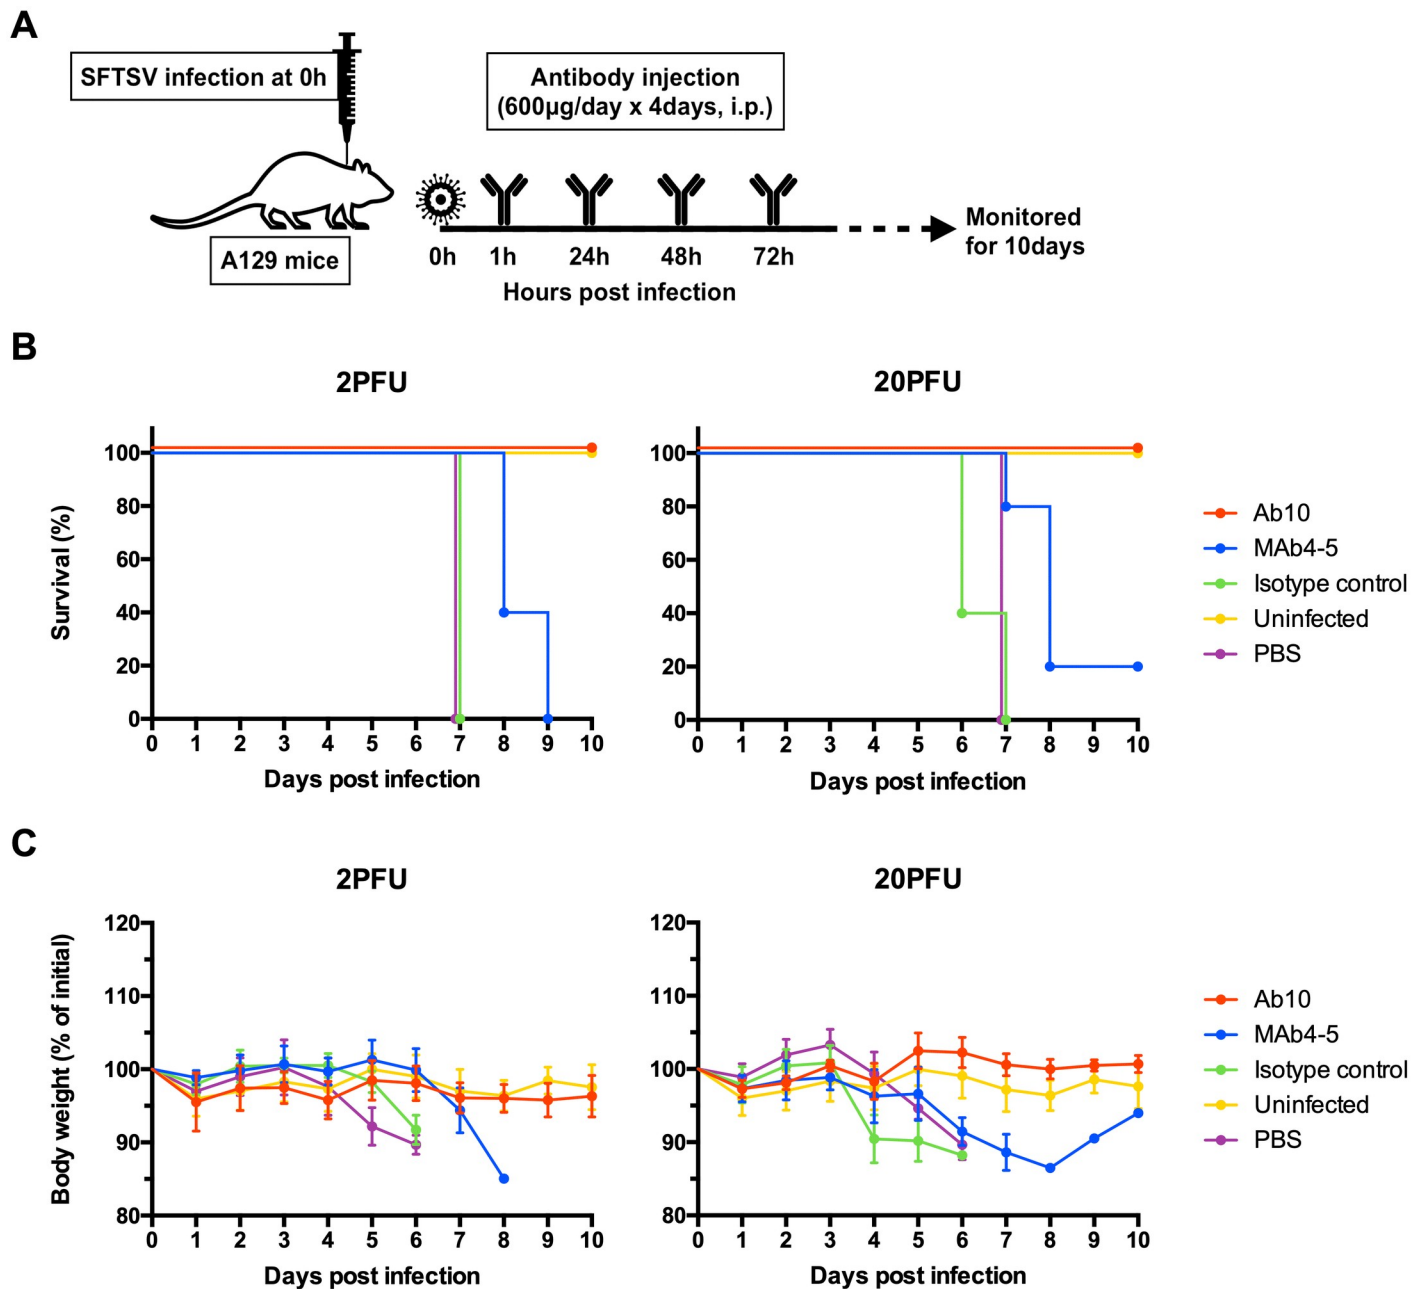 A
SFTSV infection at 0h
Antibody injection
(600µg/day x 4days, i.p.)
A129 mice
0h 1h 24h 48h 72h
Hours post infection
Monitored
for 10days
B
2PFU
20PFU
Survival (%)
100
80
60
40
20
0
0 1 2 3 4 5 6 7 8 9 10
Days post infection
100
80
60
40
20
0
0 1 2 3 4 5 6 7 8 9 10
Days post infection
Ab10
MAb4-5
Isotype control
Uninfected
PBS
C
2PFU
20PFU
Body weight (% of initial)
120
110
100
90
80
0 1 2 3 4 5 6 7 8 9 10
Days post infection
120
110
100
90
80
0 1 2 3 4 5 6 7 8 9 10
Days post infection
Ab10
MAb4-5
Isotype control
Uninfected
PBS